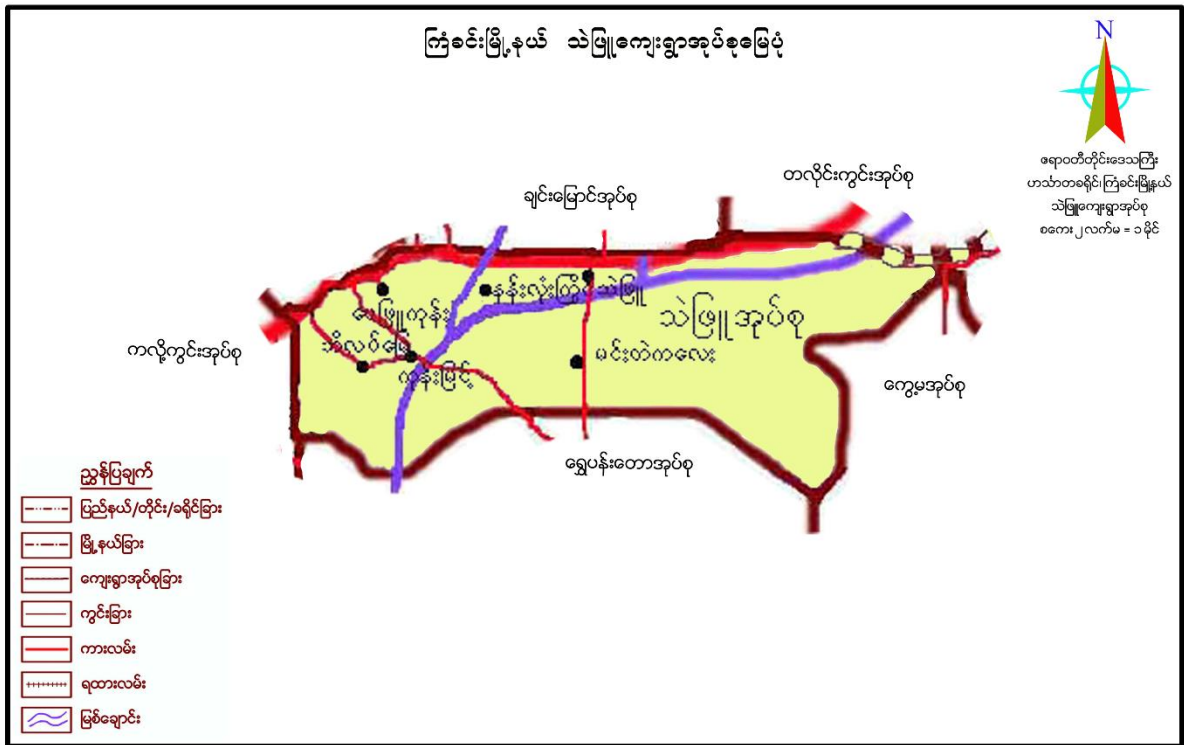 ကြံခင်းမြို့နယ် သဲဖြူကျေးရွာအုပ်စုမြေပုံ
N
ဧရာဝတီတိုင်းဒေသကြီး
ဟင်္သာတခရိုင်၊ကြံခင်းမြို့နယ်
သဲဖြူကျေးရွာအုပ်စု
စကေး ၂ လက်မ = ၁ မိုင်
တလိုင်းကွင်းအုပ်စု
ချင်းမြောင်အုပ်စု
နန်းလုံးကြိုင်
သဲဖြူ
ကုန်း
သဲဖြူအုပ်စု
ကလို့ကွင်းအုပ်စု
မင်းတဲကလေး
ကုန်းမြင့်
ကွေ့မအုပ်စု
ရွှေပန်းတောအုပ်စု
ညွှန်ပြချက်
ပြည်နယ်/တိုင်း/ခရိုင်ခြား
မြို့နယ်ခြား
ကျေးရွာအုပ်စုခြား
ကွင်းခြား
ကားလမ်း
ရထားလမ်း
မြစ်ချောင်း